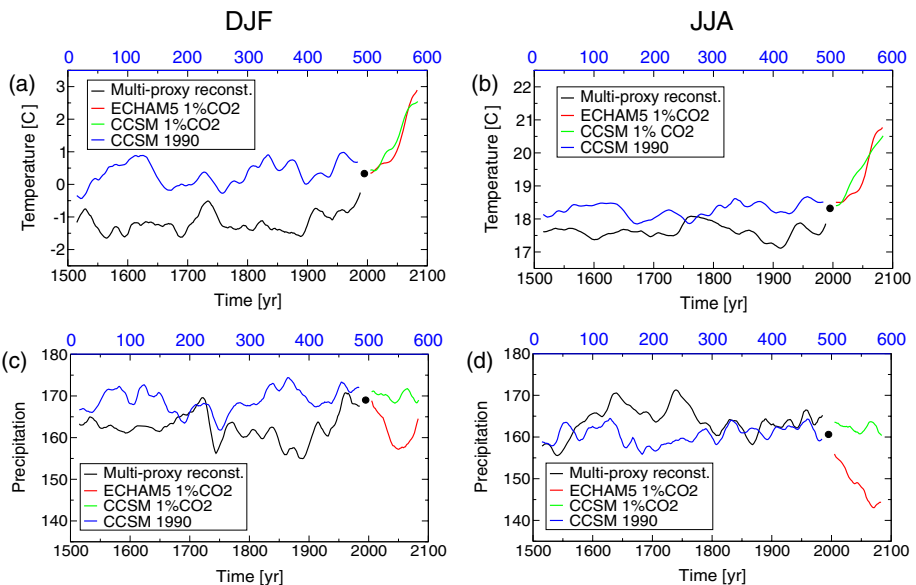 DJF
JJA
0 100 200 300 400 500 600
0 100 200 300 400 500 600
(a)
(b)
Temperature [C]
3
2
1
0
-1
-2
Multi-proxy reconst.
ECHAM5 1%CO2
CCSM 1%CO2
CCSM 1990
1500 1600 1700 1800 1900 2000 2100
Time [yr]
Temperature [C]
22
21
20
19
18
17
Multi-proxy reconst.
ECHAM5 1%CO2
CCSM 1% CO2
CCSM 1990
1500 1600 1700 1800 1900 2000 2100
Time [yr]
0 100 200 300 400 500 600
0 100 200 300 400 500 600
(c)
(d)
Precipitation
180
170
160
150
140
Multi-proxy reconst.
ECHAM5 1%CO2
CCSM 1%CO2
CCSM 1990
1500 1600 1700 1800 1900 2000 2100
Time [yr]
Precipitation
180
170
160
150
140
135
Multi-proxy reconst.
ECHAM5 1%CO2
CCSM 1%CO2
CCSM 1990
1500 1600 1700 1800 1900 2000 2100
Time [yr]